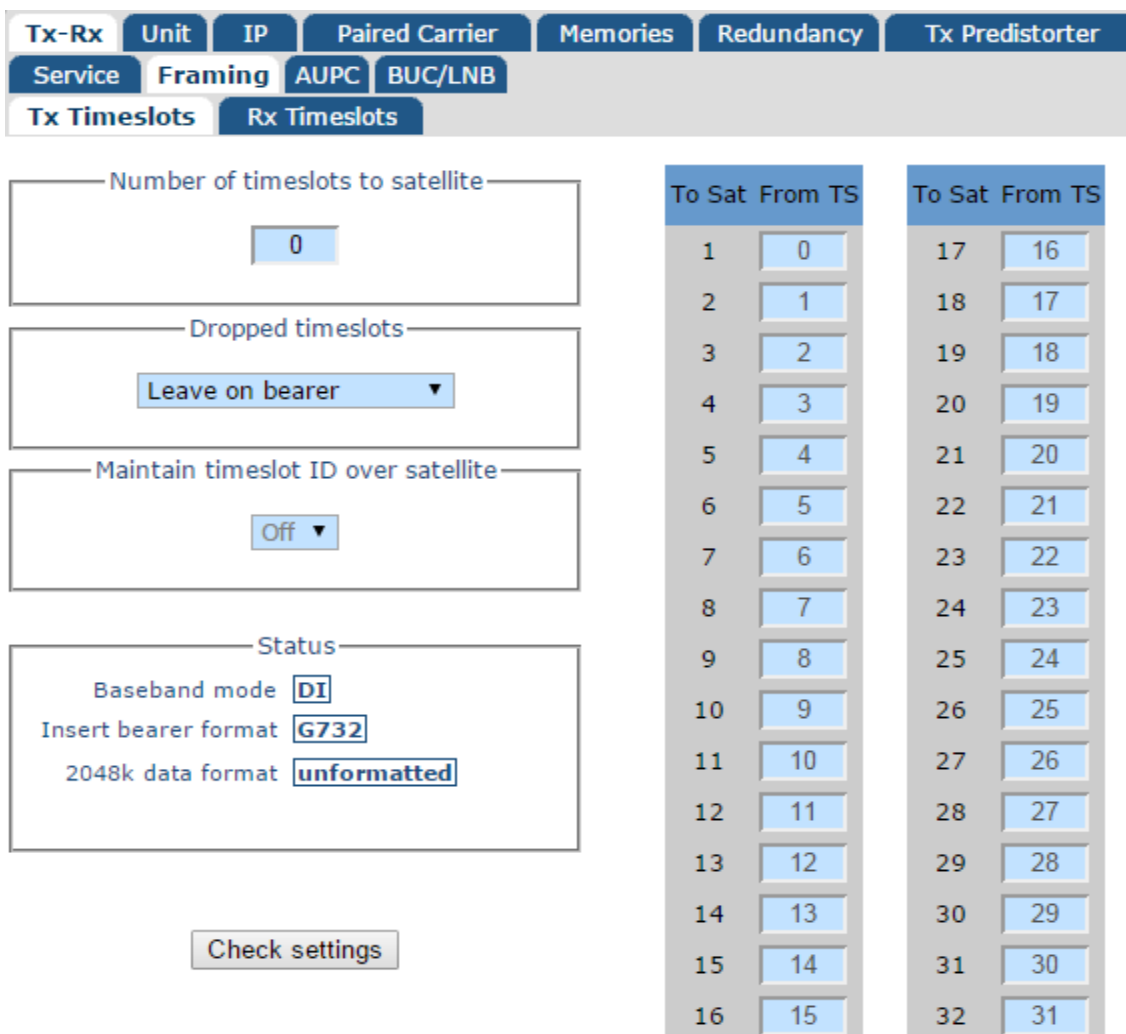 Tx-Rx Unit IP Paired Carrier Memories Redundancy Tx Predistorter
Service Framing AUPC BUC/LNB
Tx Timeslots Rx Timeslots
Number of timeslots to satellite
0
Dropped timeslots
Leave on bearer
Maintain timeslot ID over satellite
Off
Status
Baseband mode DI
Insert bearer format G732
2048k data format unformatted
Check settings
To Sat From TS
1 0
2 1
3 2
4 3
5 4
6 5
7 6
8 7
9 8
10 9
11 10
12 11
13 12
14 13
15 14
16 15
To Sat From TS
17 16
18 17
19 18
20 19
21 20
22 21
23 22
24 23
25 24
26 25
27 26
28 27
29 28
30 29
31 30
32 31